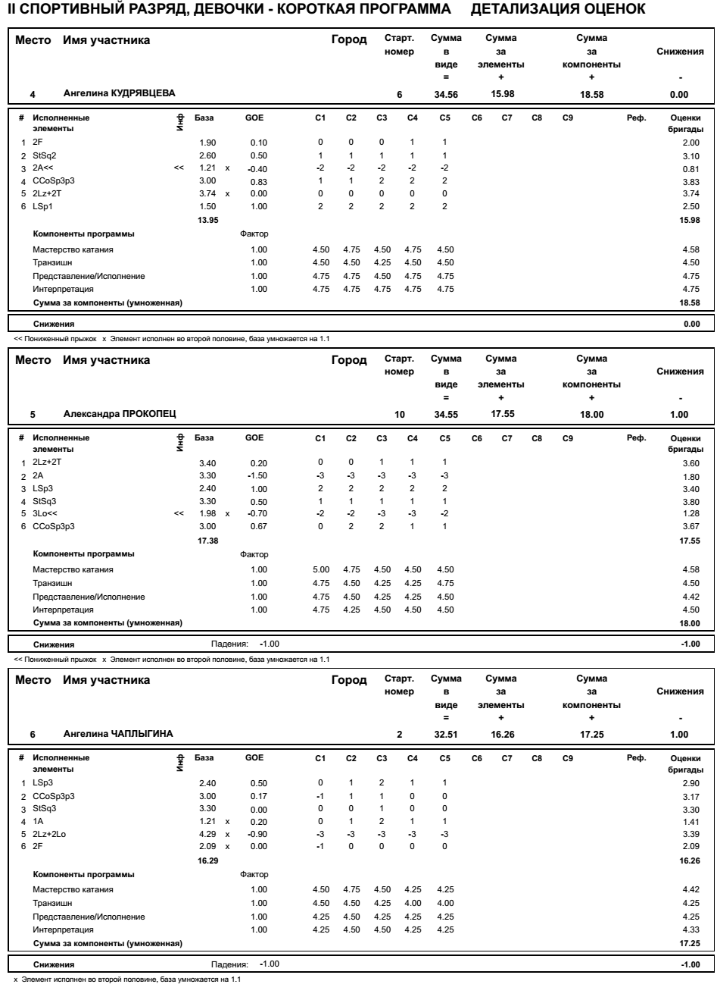 II СПОРТИВНЫЙ РАЗРЯД, ДЕВОЧКИ - КОРОТКАЯ ПРОГРАММА ДЕТАЛИЗАЦИЯ ОЦЕНОК
Место Имя участника Город Старт. номер Сумма в виде = Сумма за элементы + Сумма за компоненты + Снижения -
4 Ангелина КУДРЯВЦЕВА 6 34.56 15.98 18.58 0.00
# Исполненные элементы Инф База GOE C1 C2 C3 C4 C5 C6 C7 C8 C9 Реф. Оценки бригады
1 2F 1.90 0.10 0 0 0 1 1 2.00
2 StSq2 2.60 0.50 1 1 1 1 1 3.10
3 2A<< << 1.21 x -0.40 -2 -2 -2 -2 -2 0.81
4 CCoSp3p3 3.00 0.83 1 1 2 2 2 3.83
5 2Lz+2T 3.74 x 0.00 0 0 0 0 0 3.74
6 LSp1 1.50 1.00 2 2 2 2 2 2.50
13.95 15.98
Компоненты программы Фактор
Мастерство катания 1.00 4.50 4.75 4.50 4.75 4.50 4.58
Транзишн 1.00 4.50 4.50 4.25 4.50 4.50 4.50
Представление/Исполнение 1.00 4.75 4.75 4.50 4.75 4.75 4.75
Интерпретация 1.00 4.75 4.75 4.75 4.75 4.75 4.75
Сумма за компоненты (умноженная) 18.58
Снижения 0.00
<< Пониженный прыжок x Элемент исполнен во второй половине, база умножается на 1.1
Место Имя участника Город Старт. номер Сумма в виде = Сумма за элементы + Сумма за компоненты + Снижения -
5 Александра ПРОКОПЕЦ 10 34.55 17.55 18.00 1.00
# Исполненные элементы Инф База GOE C1 C2 C3 C4 C5 C6 C7 C8 C9 Реф. Оценки бригады
1 2Lz+2T 3.40 0.20 0 0 1 1 1 3.60
2 2A 3.30 -1.50 -3 -3 -3 -3 -3 1.80
3 LSp3 2.40 1.00 2 2 2 2 2 3.40
4 StSq3 3.30 0.50 1 1 1 1 1 3.80
5 3Lo<< << 1.98 x -0.70 -2 -2 -3 -3 -2 1.28
6 CCoSp3p3 3.00 0.67 0 2 2 1 1 3.67
17.38 17.55
Компоненты программы Фактор
Мастерство катания 1.00 5.00 4.75 4.50 4.50 4.50 4.58
Транзишн 1.00 4.75 4.50 4.25 4.25 4.75 4.50
Представление/Исполнение 1.00 4.75 4.50 4.25 4.25 4.50 4.42
Интерпретация 1.00 4.75 4.25 4.50 4.50 4.50 4.50
Сумма за компоненты (умноженная) 18.00
Снижения Падения: -1.00 -1.00
<< Пониженный прыжок x Элемент исполнен во второй половине, база умножается на 1.1
Место Имя участника Город Старт. номер Сумма в виде = Сумма за элементы + Сумма за компоненты + Снижения -
6 Ангелина ЧАПЛЫГИНА 2 32.51 16.26 17.25 1.00
# Исполненные элементы Инф База GOE C1 C2 C3 C4 C5 C6 C7 C8 C9 Реф. Оценки бригады
1 LSp3 2.40 0.50 0 1 2 1 1 2.90
2 CCoSp3p3 3.00 0.17 -1 1 1 0 0 3.17
3 StSq3 3.30 0.00 0 0 1 0 0 3.30
4 1A 1.21 x 0.20 0 1 2 1 1 1.41
5 2Lz+2Lo 4.29 x -0.90 -3 -3 -3 -3 -3 3.39
6 2F 2.09 x 0.00 -1 0 0 0 0 2.09
16.29 16.26
Компоненты программы Фактор
Мастерство катания 1.00 4.50 4.75 4.50 4.25 4.25 4.42
Транзишн 1.00 4.50 4.50 4.25 4.00 4.00 4.25
Представление/Исполнение 1.00 4.25 4.50 4.25 4.25 4.25 4.25
Интерпретация 1.00 4.25 4.50 4.50 4.25 4.25 4.33
Сумма за компоненты (умноженная) 17.25
Снижения Падения: -1.00 -1.00
x Элемент исполнен во второй половине, база умножается на 1.1